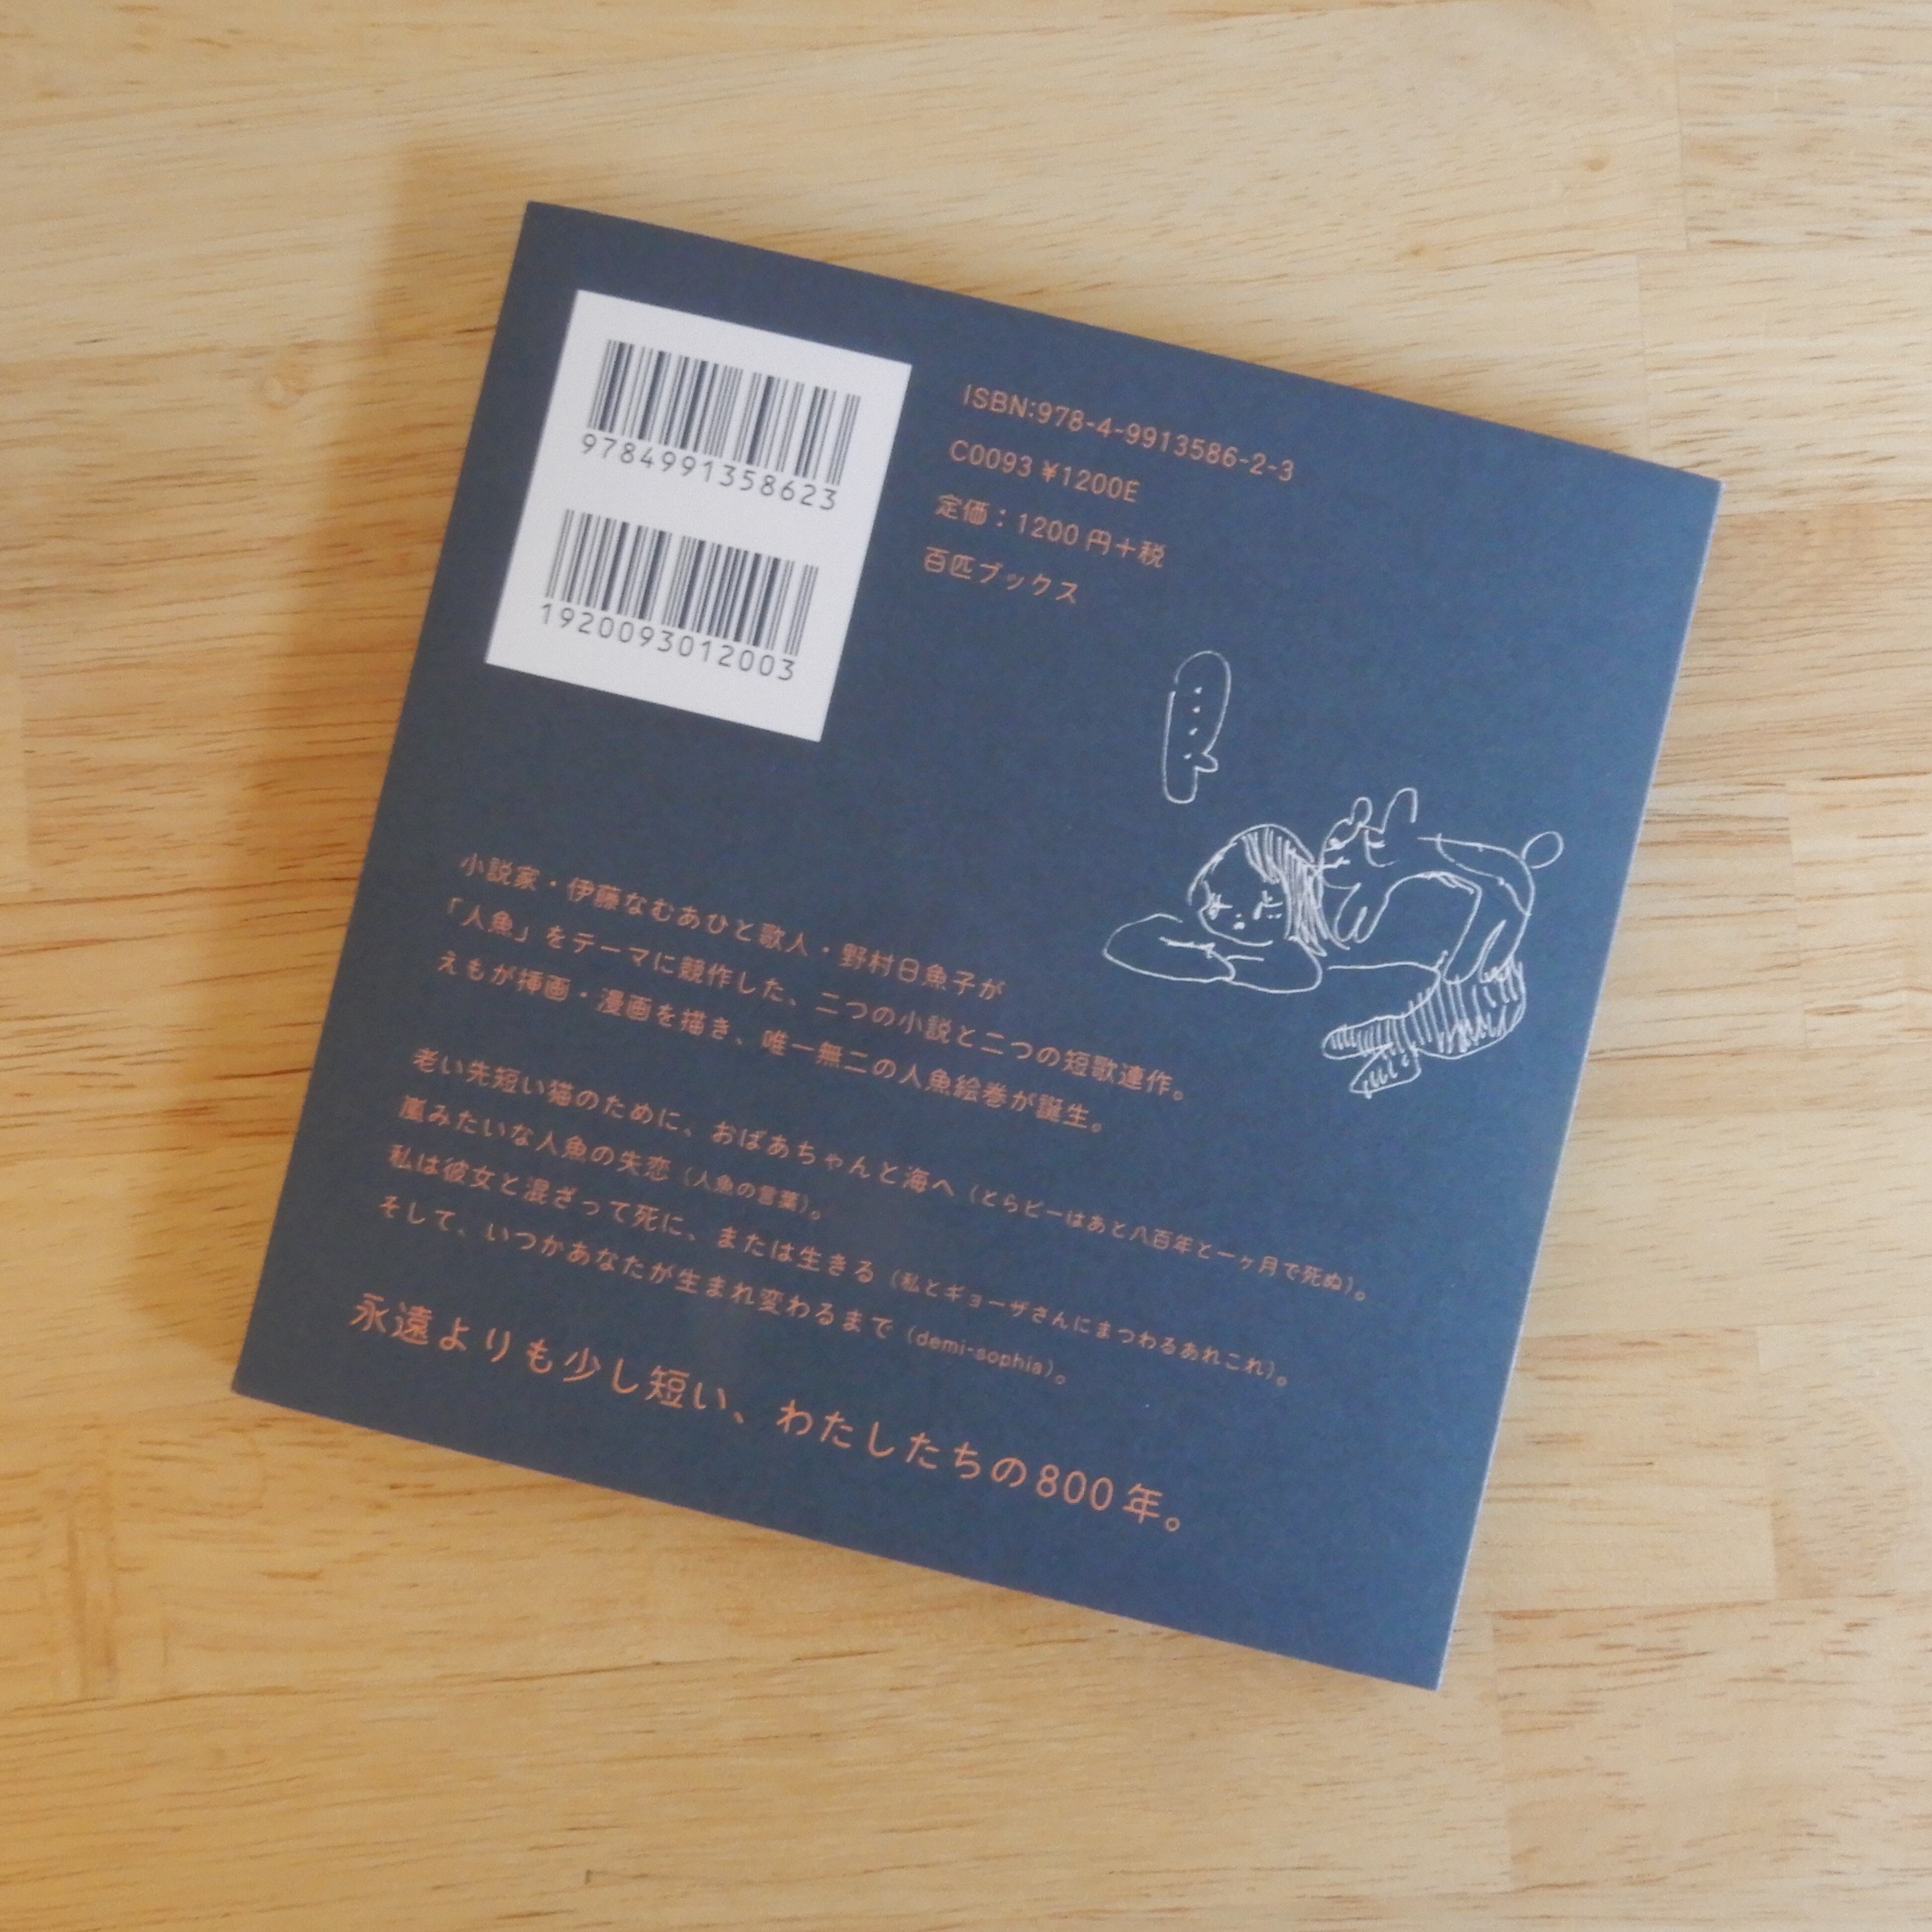 9784991358623
1920093012003
ISBN:978-4-9913586-2-3
C0093 ¥1200E
定価：1200円＋税
百匹ブックス
小説家・伊藤なむあひと歌人・野村日魚子が
「人魚」をテーマに競作した、二つの小説と二つの短歌連作。
えもが挿画・漫画を描き、唯一無二の人魚絵巻が誕生。
老い先短い猫のために、おばあちゃんと海へ（とらピーはあと八百年と一ヶ月で死ぬ）。
嵐みたいな人魚の失恋（人魚の言葉）。
私は彼女と混ざって死に、または生きる（私とギョーザさんにまつわるあれこれ）。
そして、いつかあなたが生まれ変わるまで（demi-sophia）。
永遠よりも少し短い、わたしたちの800年。